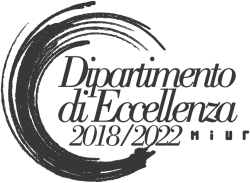 Dipartimento
di Eccellenza
2018/2022 MiUr